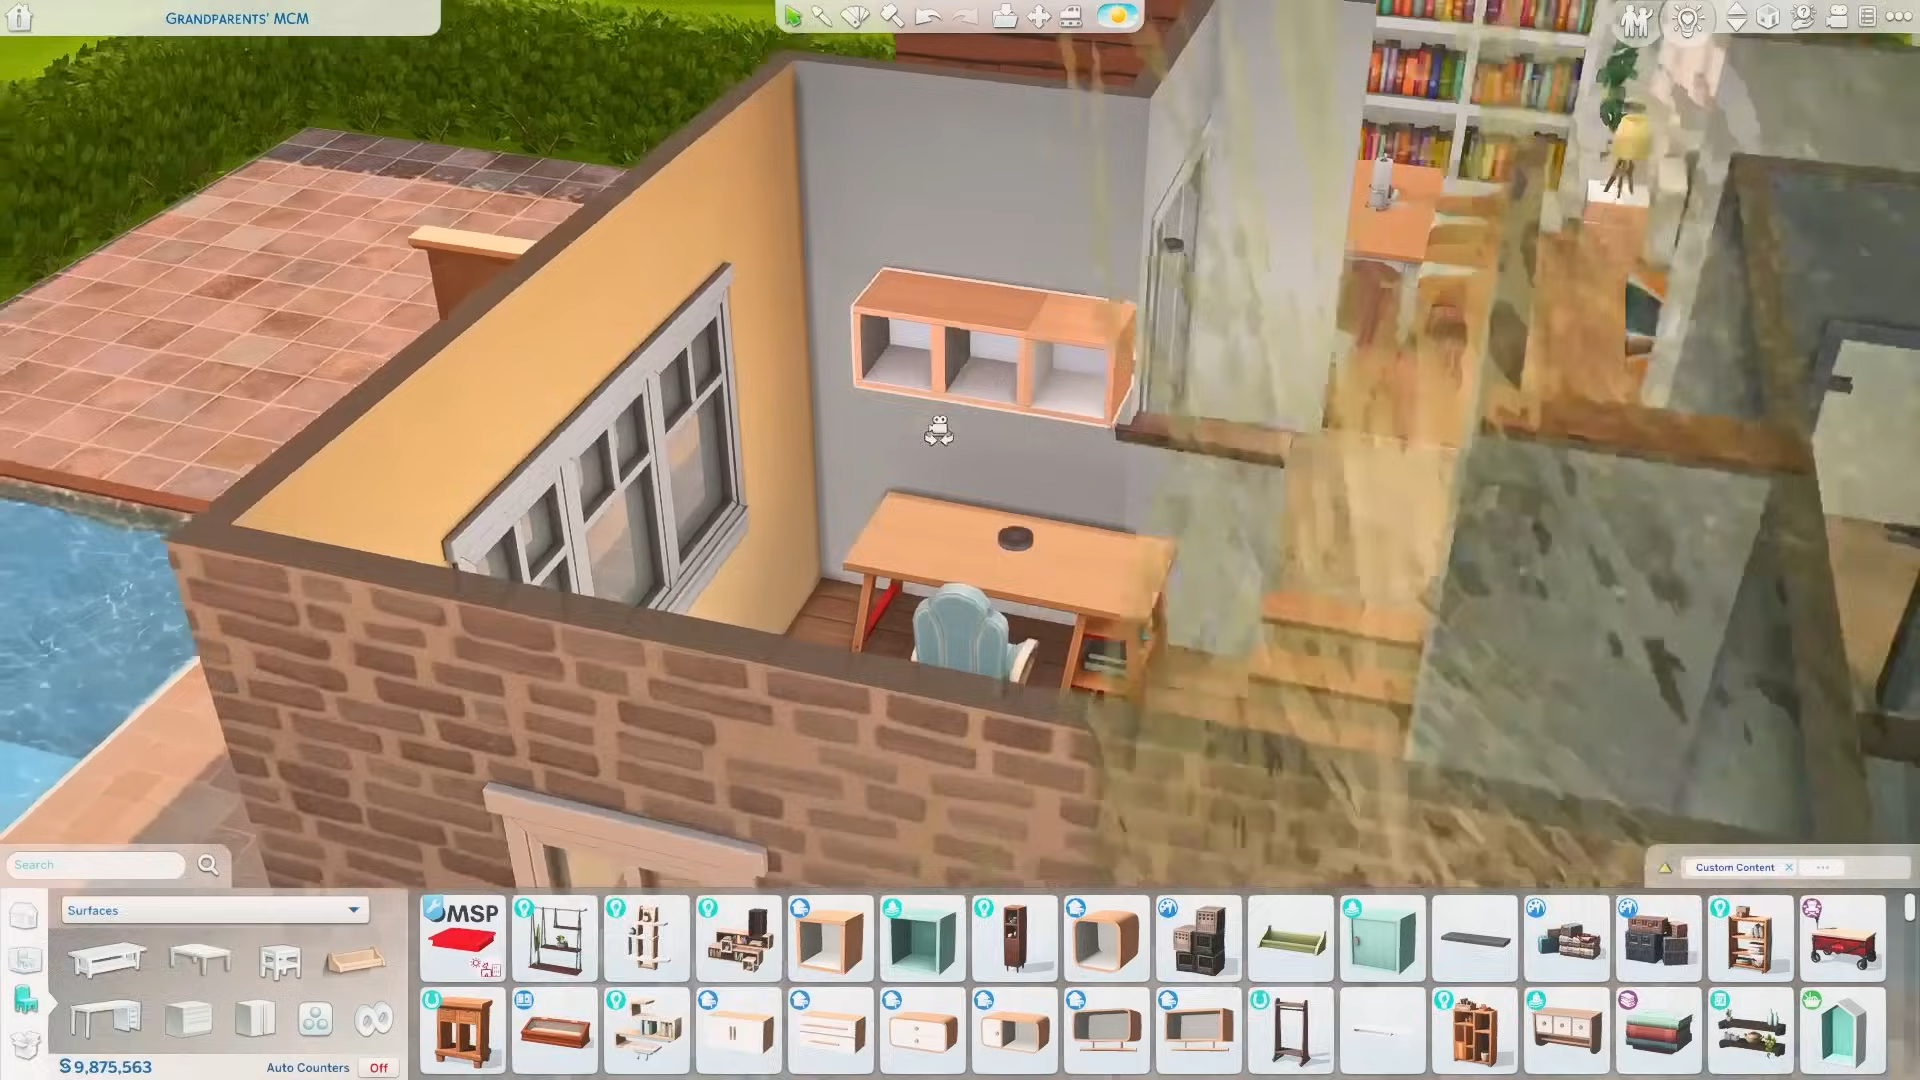 GRANDPARENTS' MCM
Search
Custom Content
Surfaces
MSP
§9,875,563
Auto Counters
Off